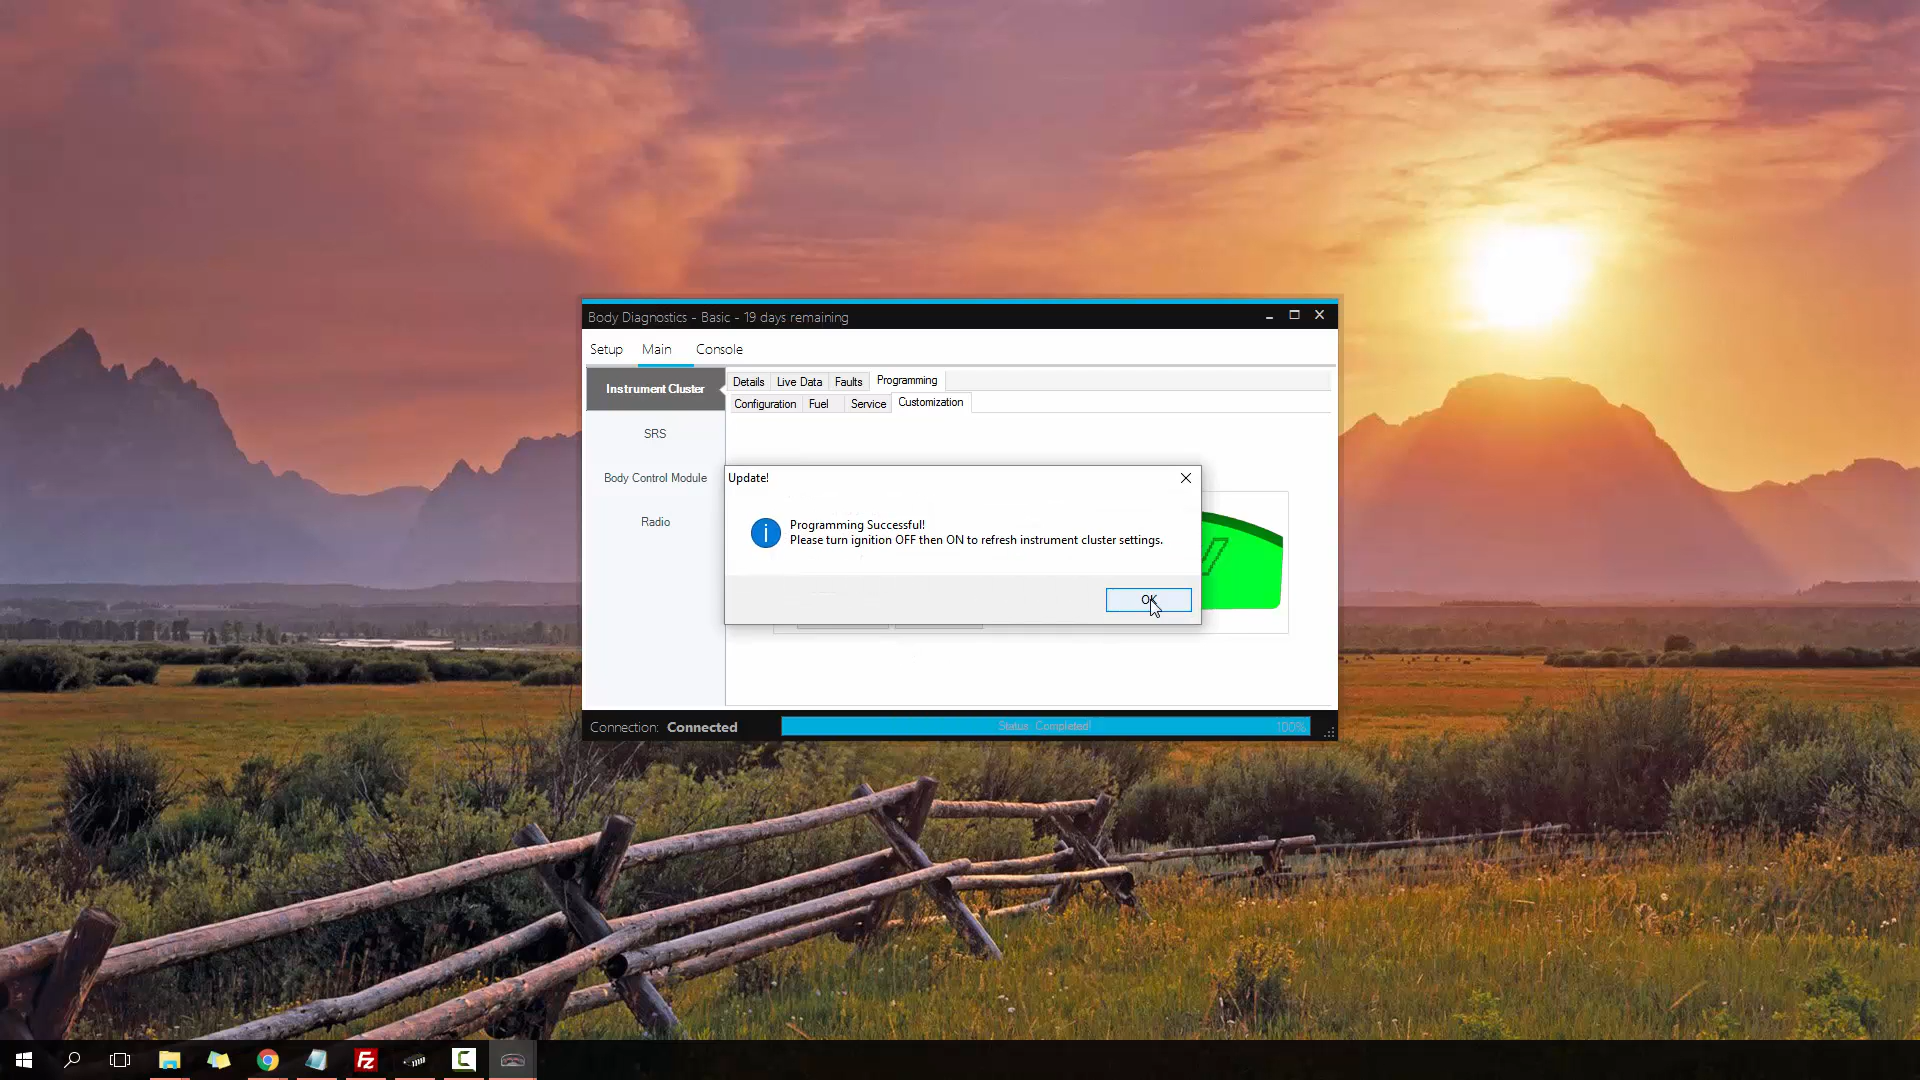 Body Diagnostics - Basic - 19 days remaining
Setup Main Console
Instrument Cluster
Details Live Data Faults Programming
Configuration Fuel Service Customization
SRS
Body Control Module
Radio
Update!
Programming Successful!
Please turn ignition OFF then ON to refresh instrument cluster settings.
OK
Connection: Connected
Status: Completed! 100%